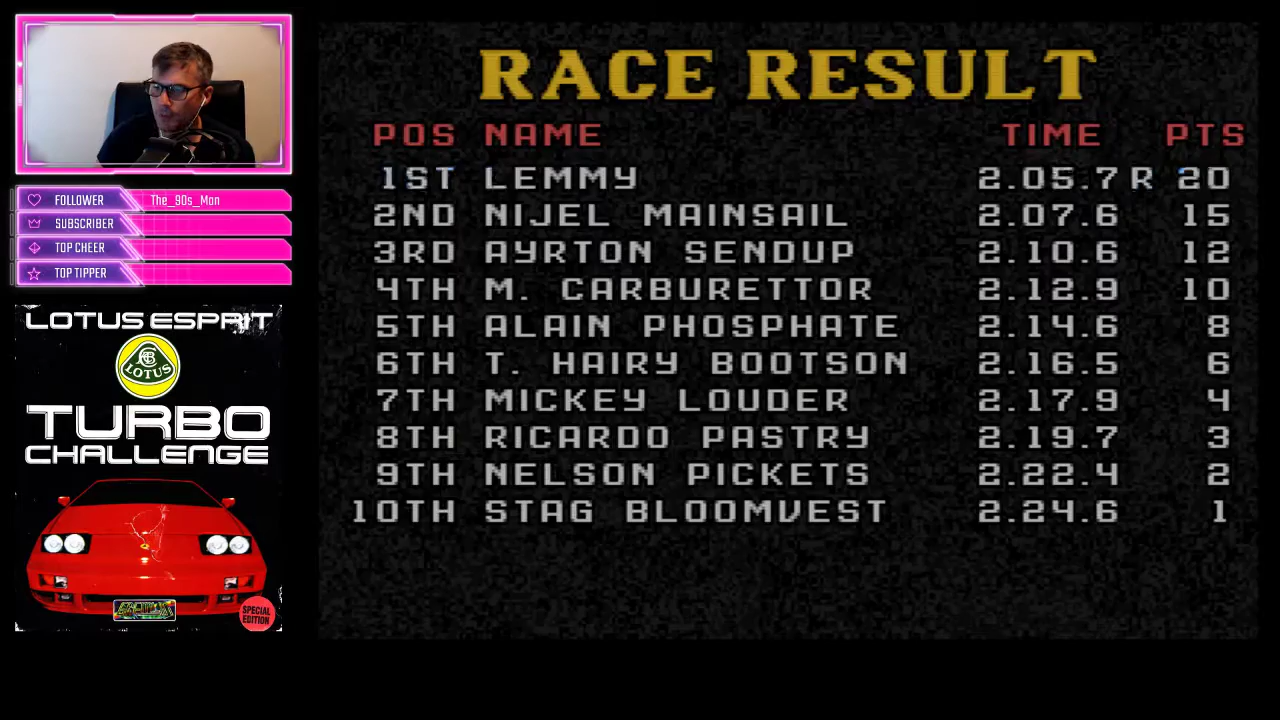 RACE RESULT
POS NAME TIME PTS
1ST LEMMY 2.05.7 R 20
2ND NIJEL MAINSAIL 2.07.6 15
3RD AYRTON SENDUP 2.10.6 12
4TH M. CARBURETTOR 2.12.9 10
5TH ALAIN PHOSPHATE 2.14.6 8
6TH T. HAIRY BOOTSON 2.16.5 6
7TH MICKEY LOUDER 2.17.9 4
8TH RICARDO PASTRY 2.19.7 3
9TH NELSON PICKETS 2.22.4 2
10TH STAG BLOOMVEST 2.24.6 1
FOLLOWER The_90s_Man
SUBSCRIBER
TOP CHEER
TOP TIPPER
LOTUS ESPRIT
LOTUS
TURBO
CHALLENGE
SPECIAL
EDITION